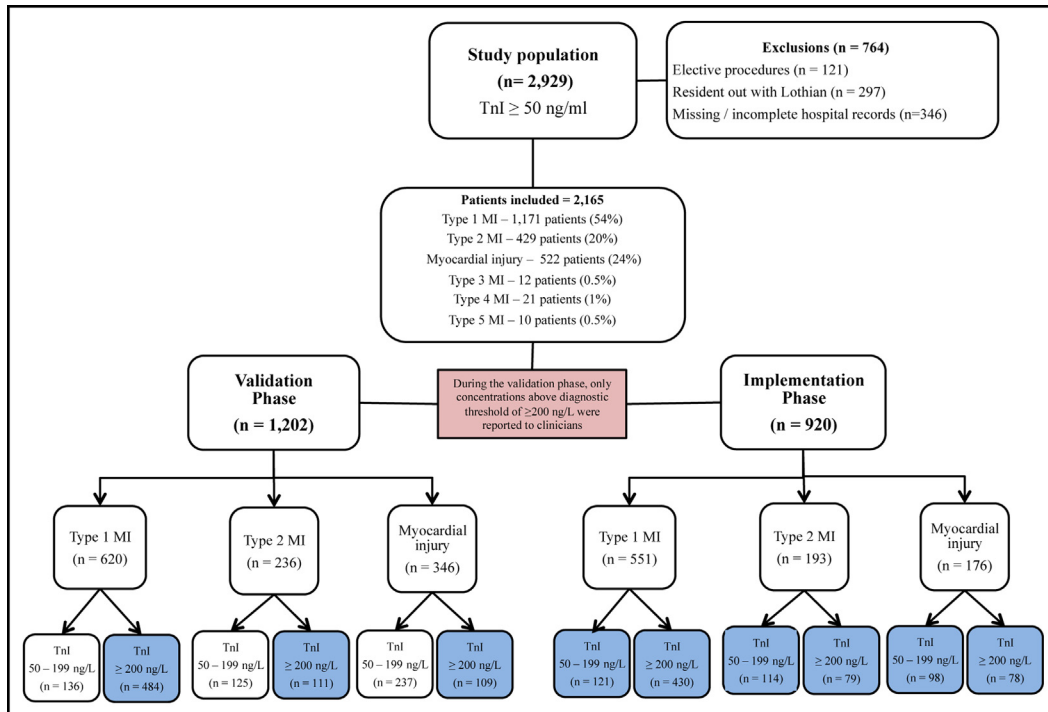 Study population
(n= 2,929)
TnI ≥ 50 ng/ml
Exclusions (n = 764)
Elective procedures (n = 121)
Resident out with Lothian (n = 297)
Missing / incomplete hospital records (n=346)
Patients included = 2,165
Type 1 MI – 1,171 patients (54%)
Type 2 MI – 429 patients (20%)
Myocardial injury – 522 patients (24%)
Type 3 MI – 12 patients (0.5%)
Type 4 MI – 21 patients (1%)
Type 5 MI – 10 patients (0.5%)
Validation
Phase
(n = 1,202)
During the validation phase, only
concentrations above diagnostic
threshold of ≥200 ng/L were
reported to clinicians
Implementation
Phase
(n = 920)
Type 1 MI
(n = 620)
Type 2 MI
(n = 236)
Myocardial
injury
(n = 346)
Type 1 MI
(n = 551)
Type 2 MI
(n = 193)
Myocardial
injury
(n = 176)
TnI
50 – 199 ng/L
(n = 136)
TnI
≥ 200 ng/L
(n = 484)
TnI
50 – 199 ng/L
(n = 125)
TnI
≥ 200 ng/L
(n = 111)
TnI
50 – 199 ng/L
(n = 237)
TnI
≥ 200 ng/L
(n = 109)
TnI
50 – 199 ng/L
(n = 121)
TnI
≥ 200 ng/L
(n = 430)
TnI
50 – 199 ng/L
(n = 114)
TnI
≥ 200 ng/L
(n = 79)
TnI
50 – 199 ng/L
(n = 98)
TnI
≥ 200 ng/L
(n = 78)